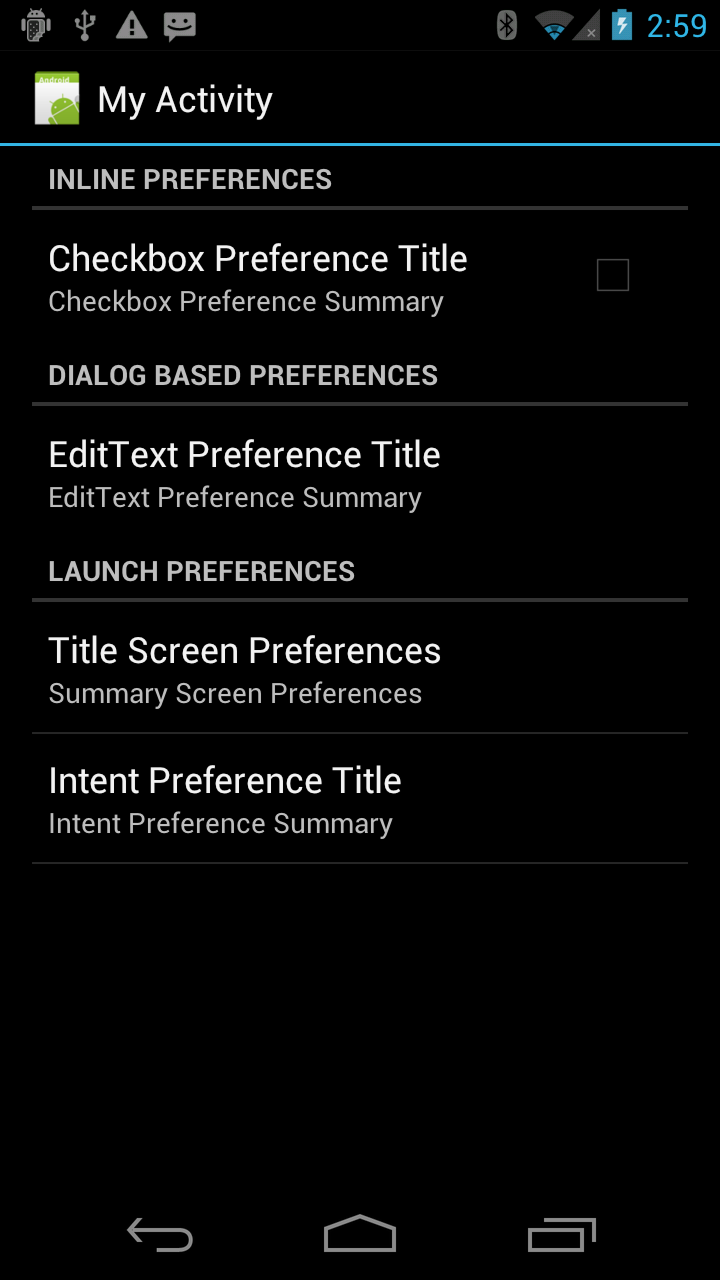 2:59
Android
My Activity
INLINE PREFERENCES
Checkbox Preference Title
Checkbox Preference Summary
DIALOG BASED PREFERENCES
EditText Preference Title
EditText Preference Summary
LAUNCH PREFERENCES
Title Screen Preferences
Summary Screen Preferences
Intent Preference Title
Intent Preference Summary